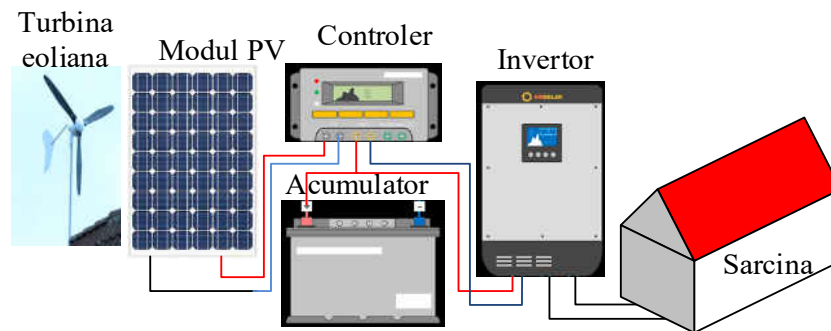 Turbina
eoliana
Modul PV
Controler
Invertor
Acumulator
+
-
Sarcina